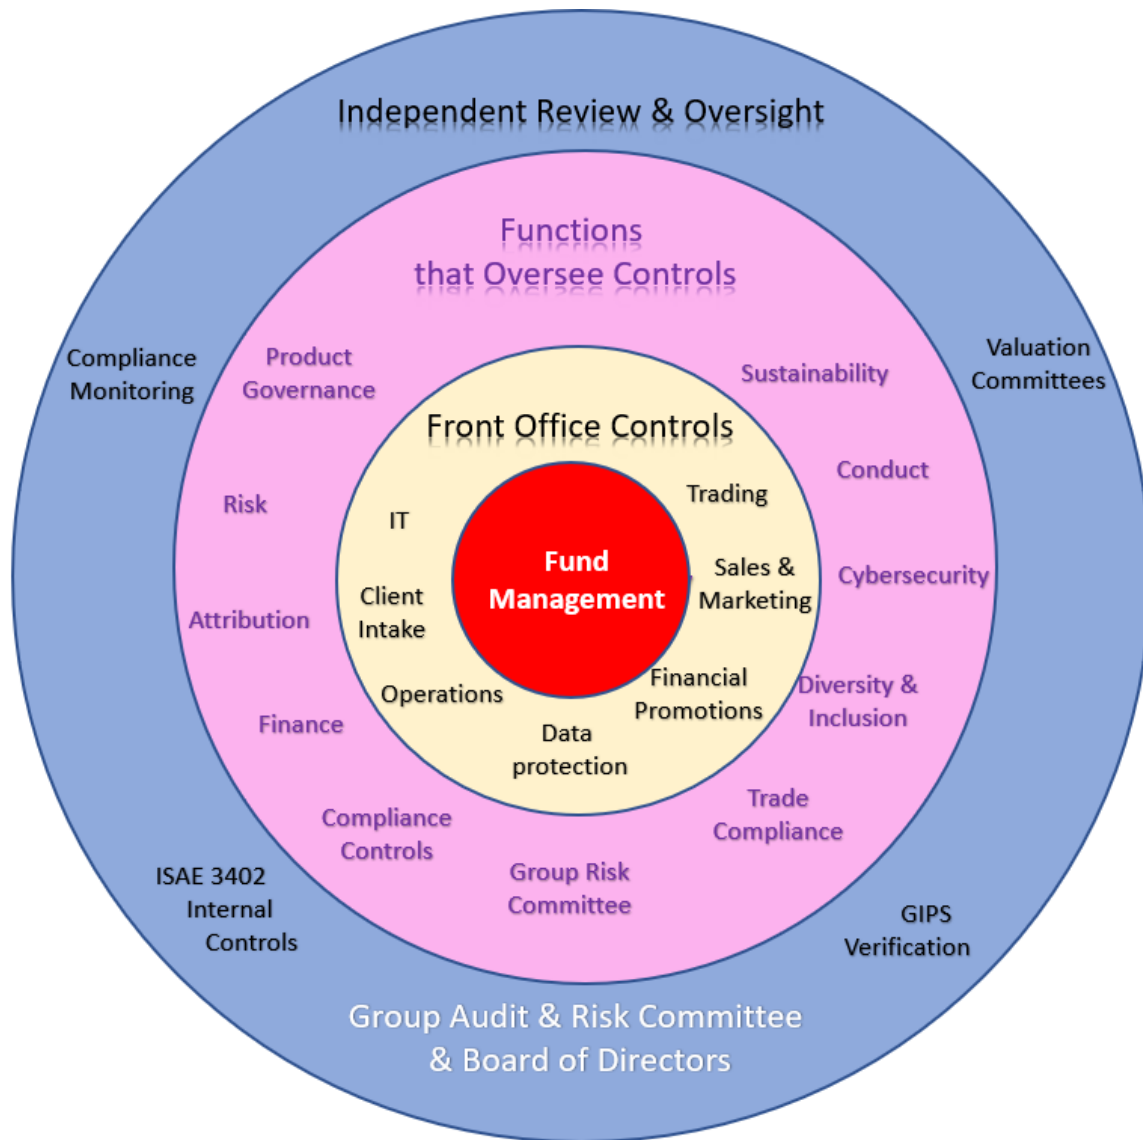 Independent Review & Oversight
Functions
that Oversee Controls
Compliance
Monitoring
Product
Governance
Sustainability
Valuation
Committees
Front Office Controls
Risk
IT
Trading
Conduct
Fund
Management
Attribution
Client
Intake
Sales &
Marketing
Cybersecurity
Finance
Operations
Data
protection
Financial
Promotions
Diversity &
Inclusion
Compliance
Controls
Group Risk
Committee
Trade
Compliance
ISAE 3402
Internal
Controls
GIPS
Verification
Group Audit & Risk Committee
& Board of Directors